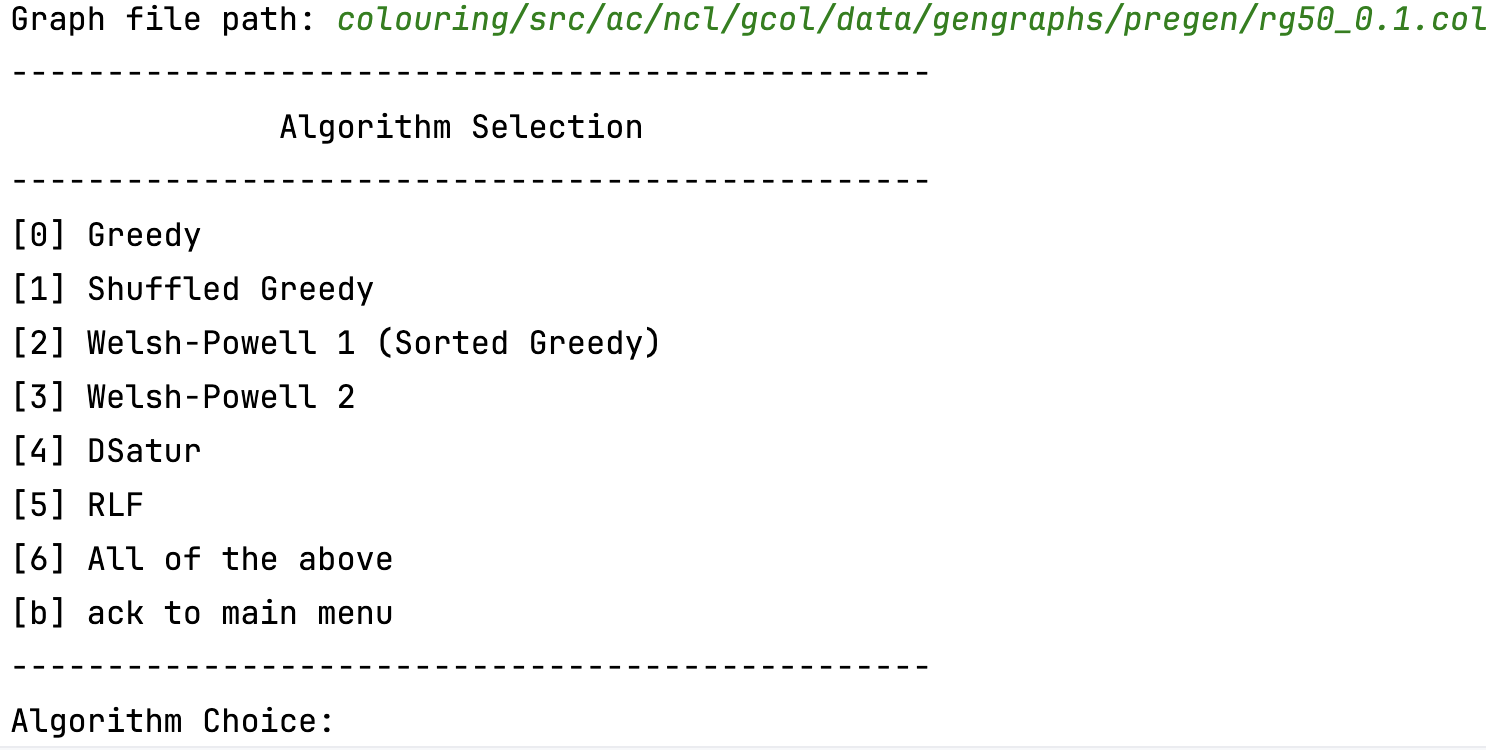 Graph file path: colouring/src/ac/ncl/gcol/data/gengraphs/pregen/rg50_0.1.col
------------------------------------------------
Algorithm Selection
------------------------------------------------
[0] Greedy
[1] Shuffled Greedy
[2] Welsh-Powell 1 (Sorted Greedy)
[3] Welsh-Powell 2
[4] DSatur
[5] RLF
[6] All of the above
[b] ack to main menu
------------------------------------------------
Algorithm Choice: